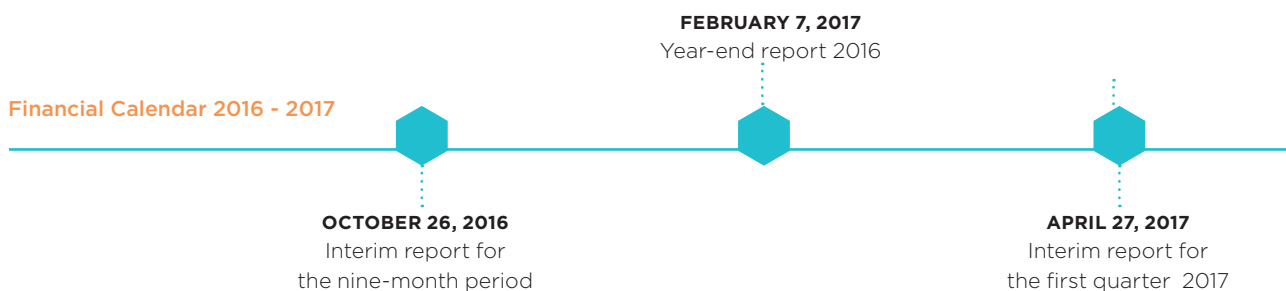 FEBRUARY 7, 2017
Year-end report 2016
Financial Calendar 2016 - 2017
OCTOBER 26, 2016
Interim report for
the nine-month period
APRIL 27, 2017
Interim report for
the first quarter 2017